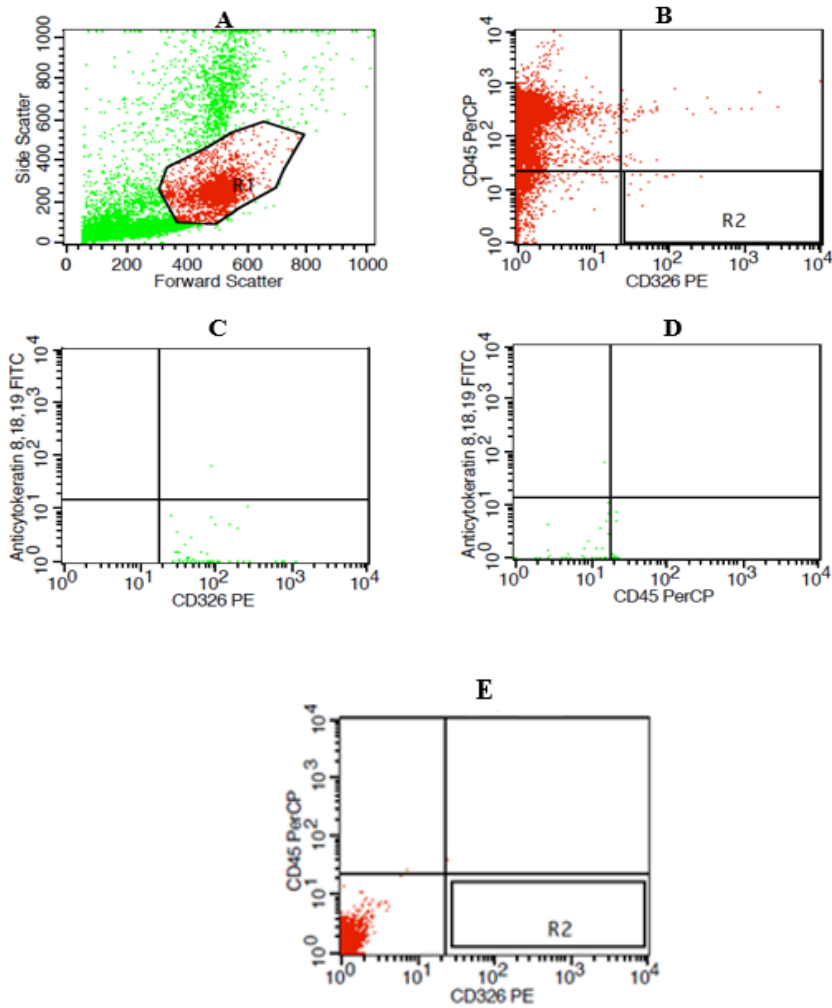 A
Side Scatter
1000
800
600
400
200
0
R1
0 200 400 600 800 1000
Forward Scatter
B
CD45 PerCP
10^4
10^3
10^2
10^1
10^0
R2
10^0 10^1 10^2 10^3 10^4
CD326 PE
C
Anticytokeratin 8,18,19 FITC
10^4
10^3
10^2
10^1
10^0
10^0 10^1 10^2 10^3 10^4
CD326 PE
D
Anticytokeratin 8,18,19 FITC
10^4
10^3
10^2
10^1
10^0
10^0 10^1 10^2 10^3 10^4
CD45 PerCP
E
CD45 PerCP
10^4
10^3
10^2
10^1
10^0
R2
10^0 10^1 10^2 10^3 10^4
CD326 PE